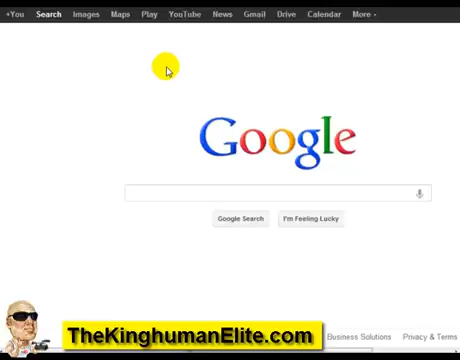 +You Search Images Maps Play YouTube News Gmail Drive Calendar More
Google
Google Search I'm Feeling Lucky
TheKinghumanElite.com
Business Solutions Privacy & Terms